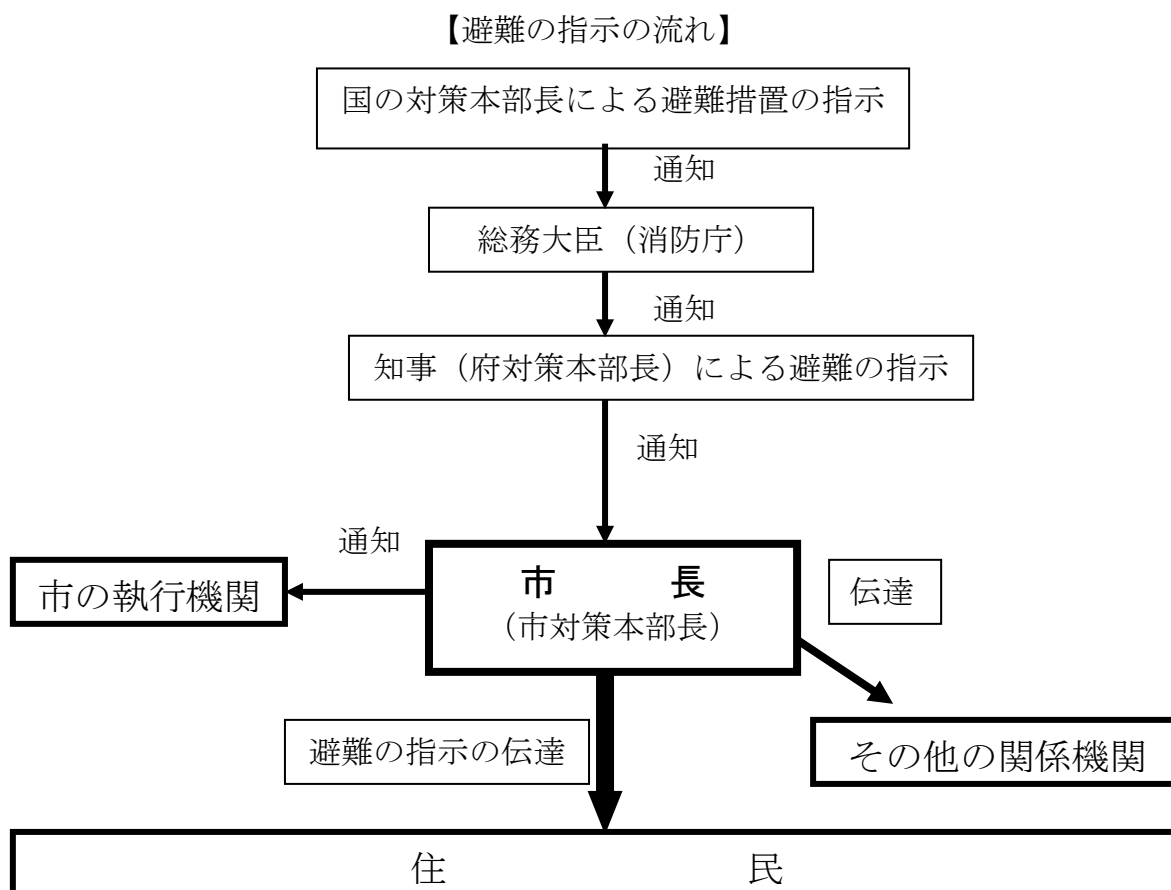 【避難の指示の流れ】
国の対策本部長による避難措置の指示
通知
総務大臣（消防庁）
通知
知事（府対策本部長）による避難の指示
通知
通知
市の執行機関
市　　　長
（市対策本部長）
伝達
避難の指示の伝達
その他の関係機関
住　　　　　　　民